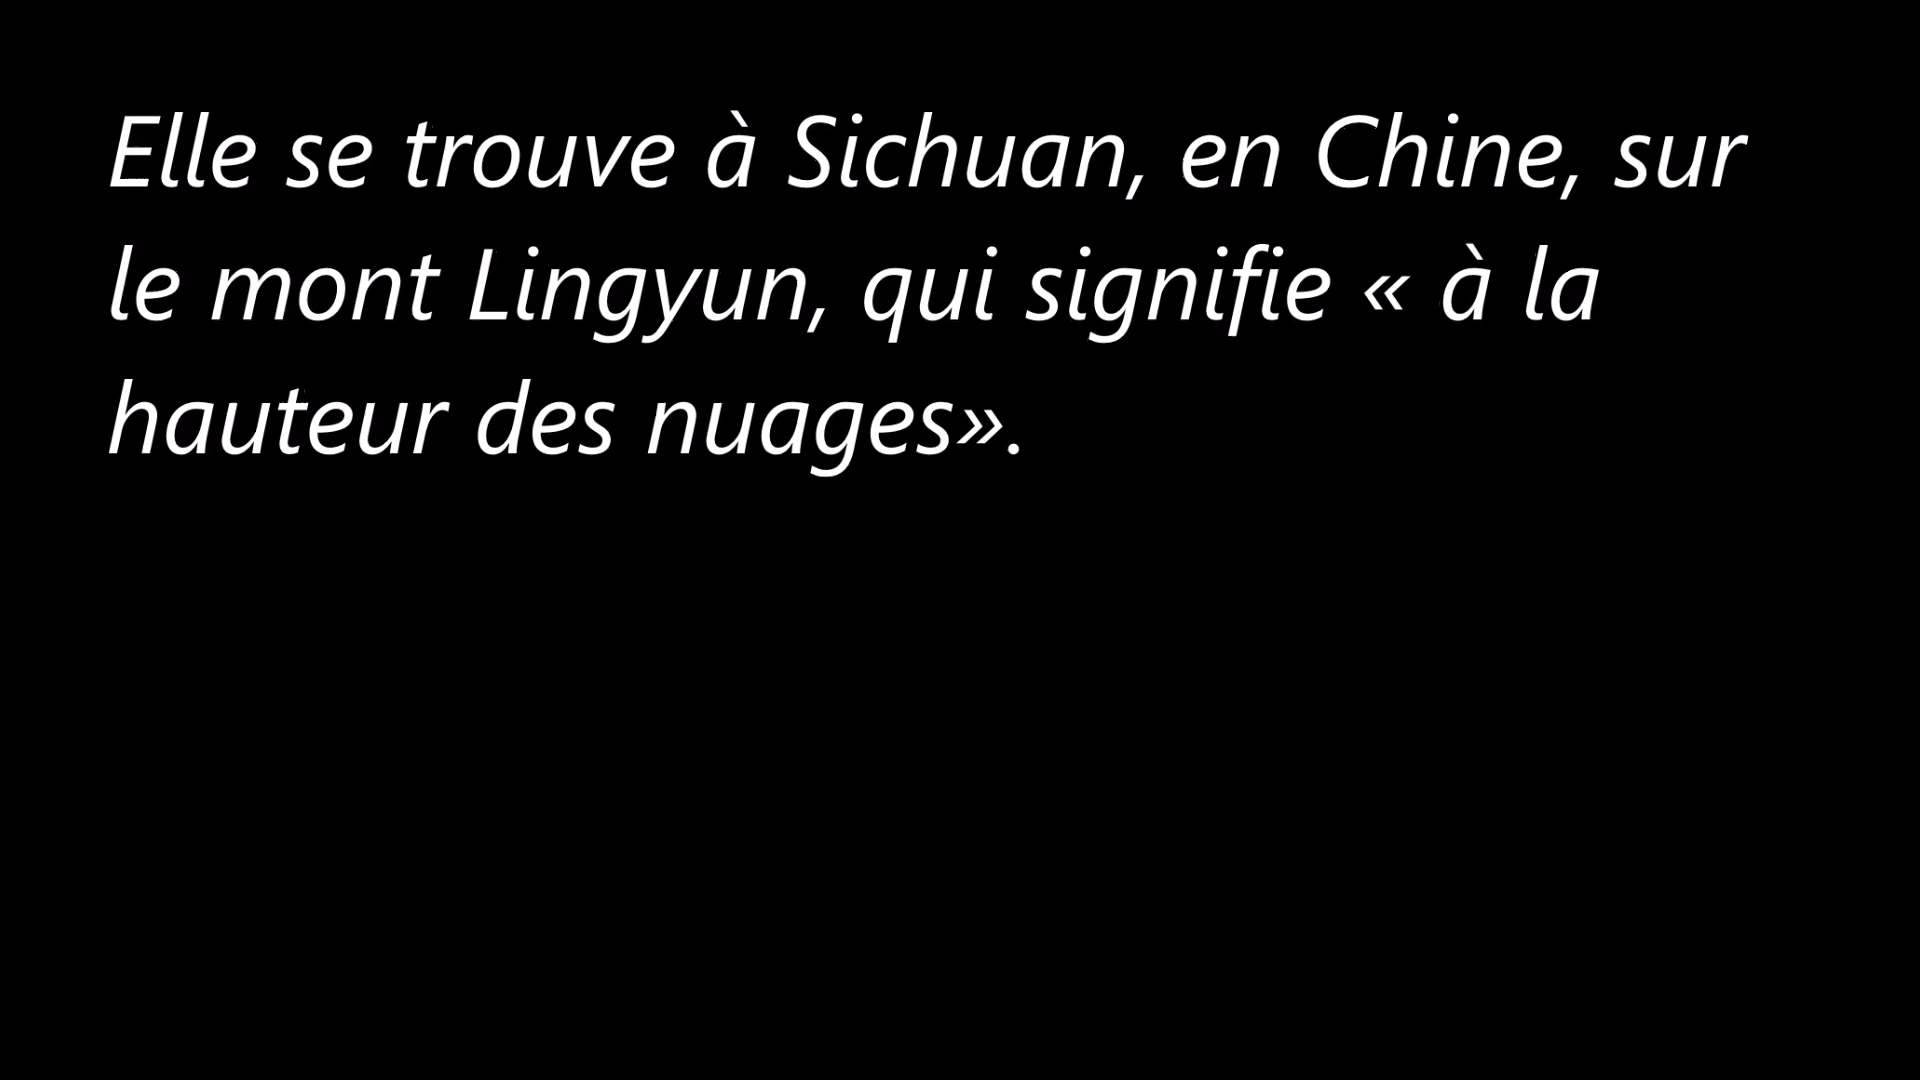 Elle se trouve à Sichuan, en Chine, sur
le mont Lingyun, qui signifie « à la
hauteur des nuages».